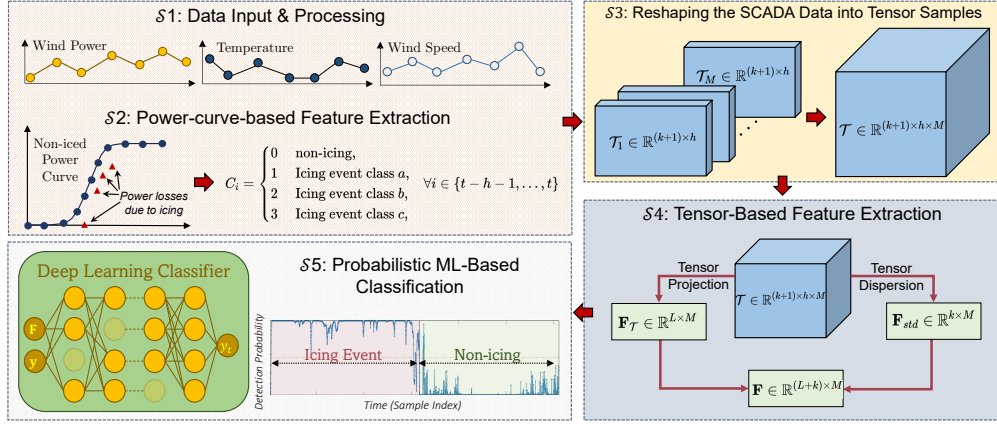 𝒮1: Data Input & Processing
Wind Power
Temperature
Wind Speed
𝒮2: Power-curve-based Feature Extraction
Non-iced
Power
Curve
Power losses
due to icing
C_i = { 0 non-icing,
1 Icing event class a,
2 Icing event class b,
3 Icing event class c,
∀i ∈ {t − h − 1, . . . , t}
𝒮3: Reshaping the SCADA Data into Tensor Samples
𝒯_M ∈ ℝ^{(k+1)×h}
𝒯_1 ∈ ℝ^{(k+1)×h}
𝒯 ∈ ℝ^{(k+1)×h×M}
𝒮4: Tensor-Based Feature Extraction
Tensor
Projection
𝒯 ∈ ℝ^{(k+1)×h×M}
Tensor
Dispersion
𝐅_𝒯 ∈ ℝ^{L×M}
𝐅_{std} ∈ ℝ^{k×M}
𝐅 ∈ ℝ^{(L+k)×M}
Deep Learning Classifier
F
y
y_t
𝒮5: Probabilistic ML-Based
Classification
Detection Probability
Icing Event
Non-icing
Time (Sample Index)